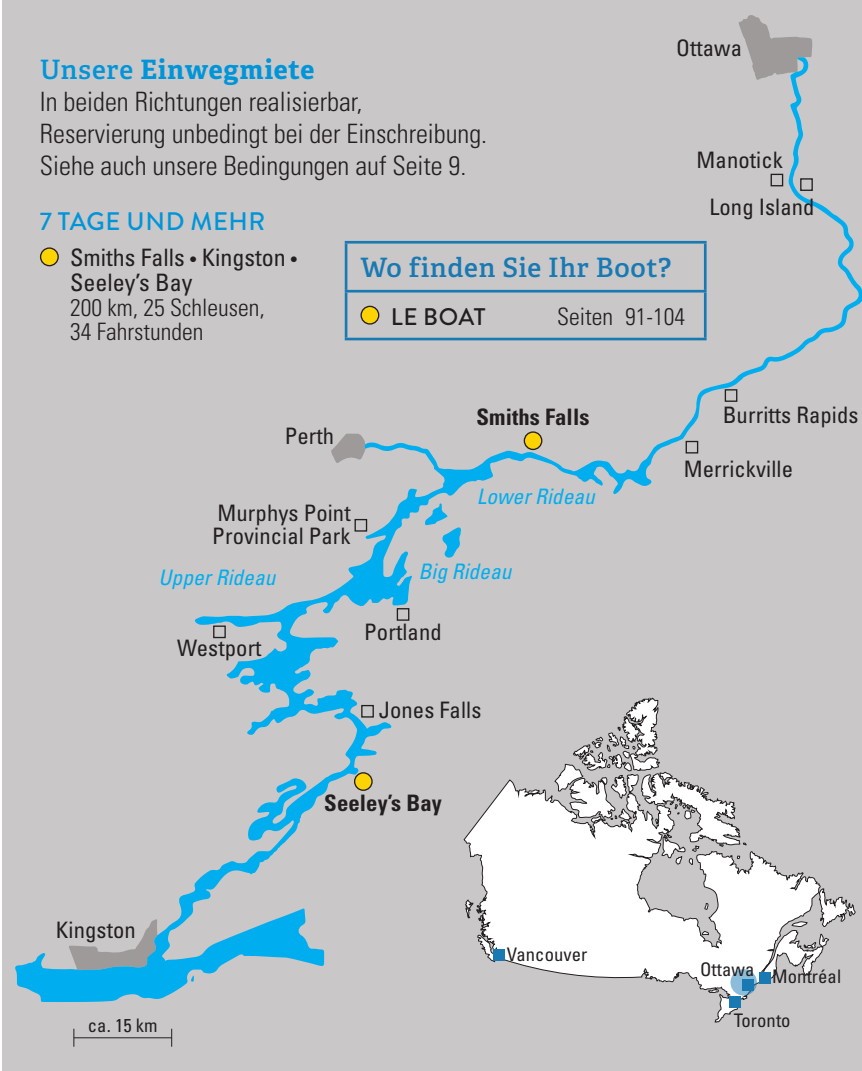 Unsere Einwegmiete
In beiden Richtungen realisierbar,
Reservierung unbedingt bei der Einschreibung.
Siehe auch unsere Bedingungen auf Seite 9.
7 TAGE UND MEHR
Smiths Falls • Kingston •
Seeley's Bay
200 km, 25 Schleusen,
34 Fahrstunden
Wo finden Sie Ihr Boot?
LE BOAT Seiten 91-104
Ottawa
Manotick
Long Island
Burritts Rapids
Merrickville
Smiths Falls
Perth
Lower Rideau
Murphys Point
Provincial Park
Big Rideau
Upper Rideau
Portland
Westport
Jones Falls
Seeley's Bay
Kingston
ca. 15 km
Vancouver
Ottawa
Montréal
Toronto